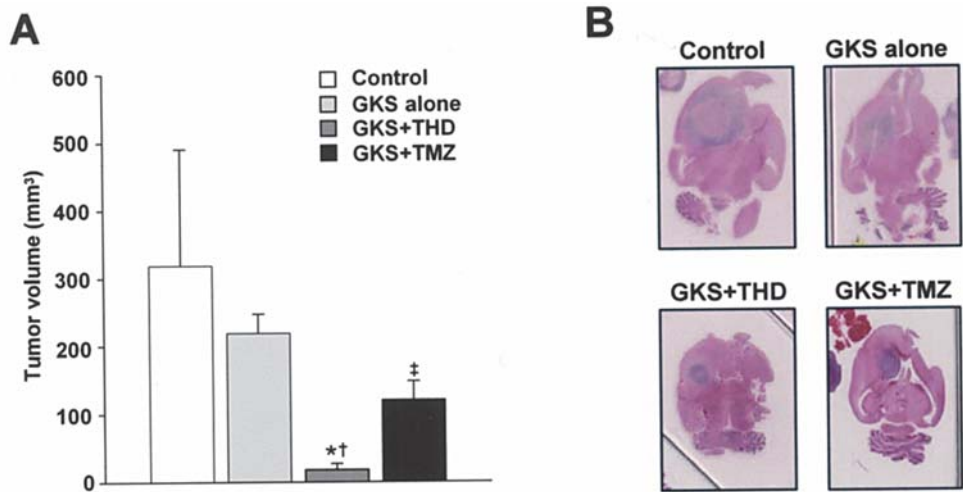 A
Tumor volume (mm³)
600
500
400
300
200
100
0
Control
GKS alone
GKS+THD
GKS+TMZ
*†
‡
B
Control
GKS alone
GKS+THD
GKS+TMZ